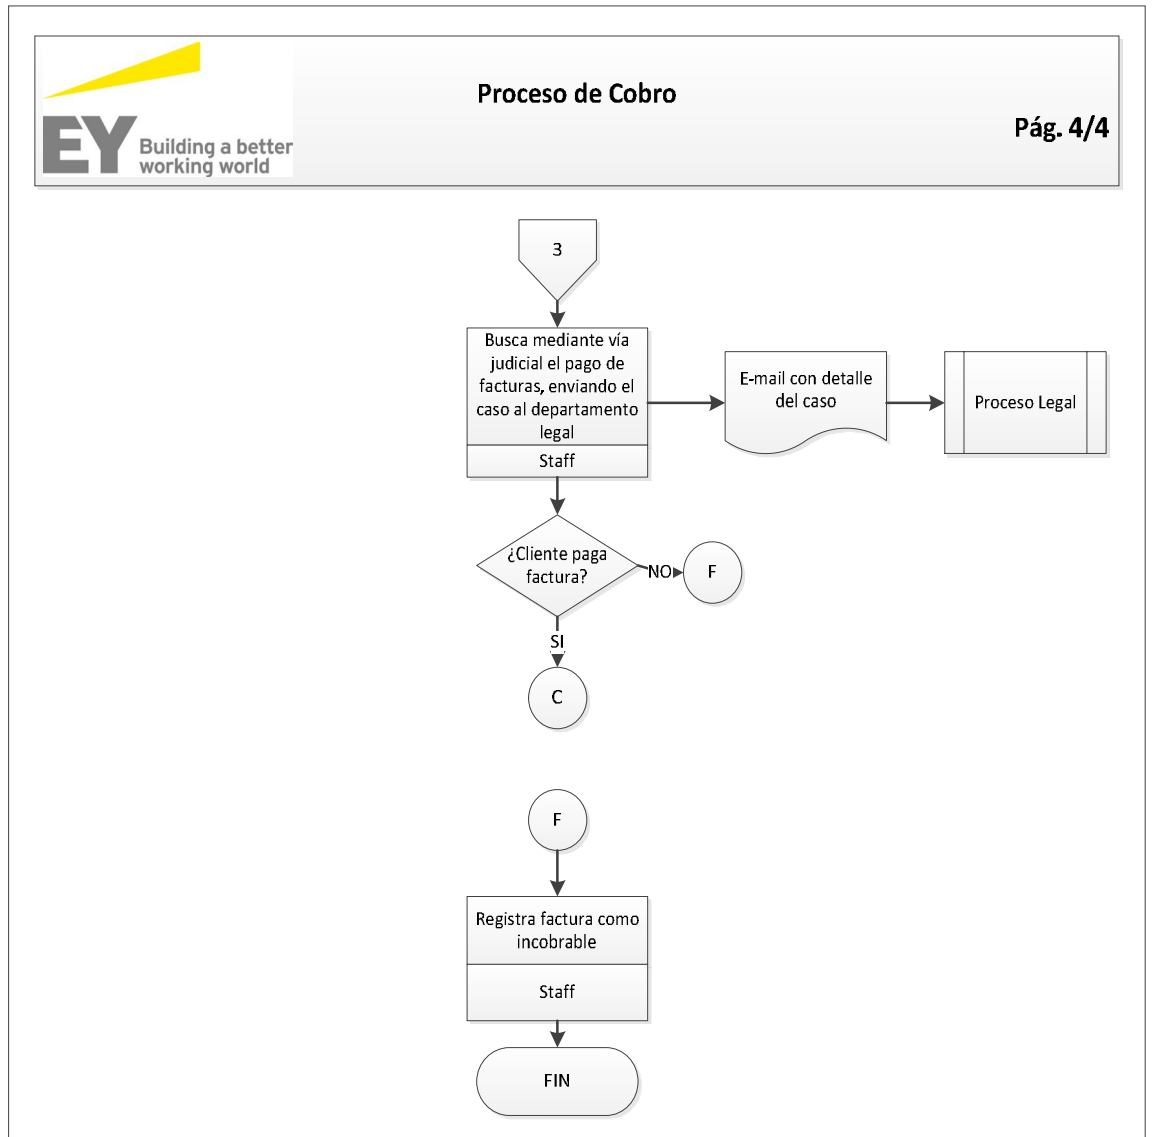 Proceso de Cobro
Pág. 4/4
EY
Building a better
working world
3
Busca mediante vía
judicial el pago de
facturas, enviando el
caso al departamento
legal
Staff
E-mail con detalle
del caso
Proceso Legal
¿Cliente paga
factura?
NO
F
SI
C
F
Registra factura como
incobrable
Staff
FIN